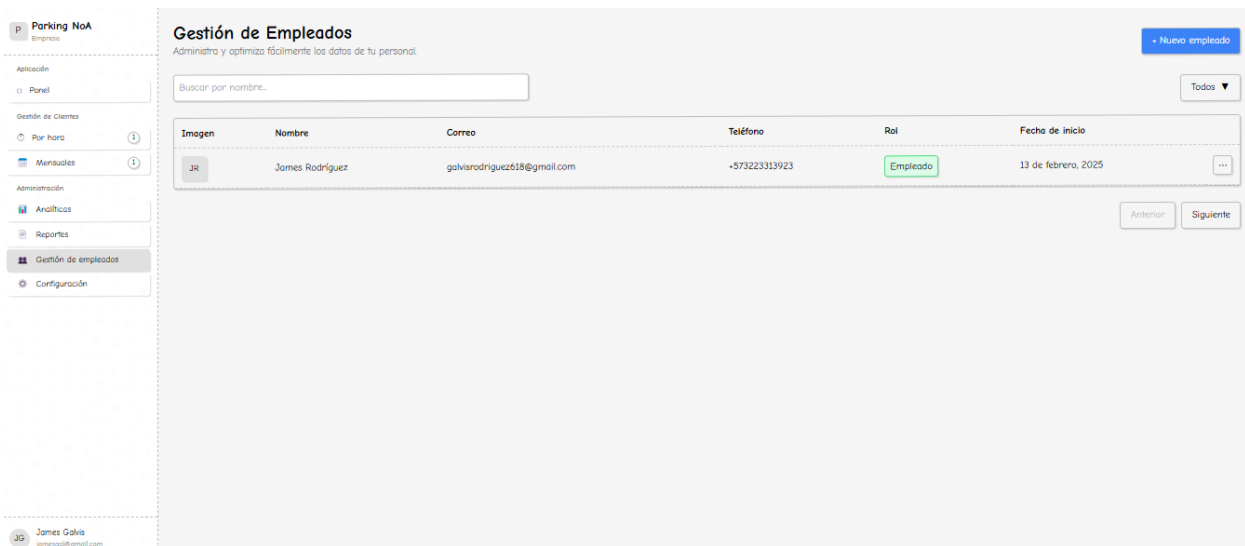 P
Parking NoA
Empresa
Aplicación
Panel
Gestión de Clientes
Por hora 1
Mensuales 1
Administración
Analíticas
Reportes
Gestión de empleados
Configuración
JG
James Galvis
Gestión de Empleados
Administra y optimiza fácilmente los datos de tu personal.
+ Nuevo empleado
Buscar por nombre...
Todos ▼
Imagen Nombre Correo Teléfono Rol Fecha de inicio
JR James Rodríguez galvisrodriguez618@gmail.com +573223313923 Empleado 13 de febrero, 2025 ...
Anterior Siguiente